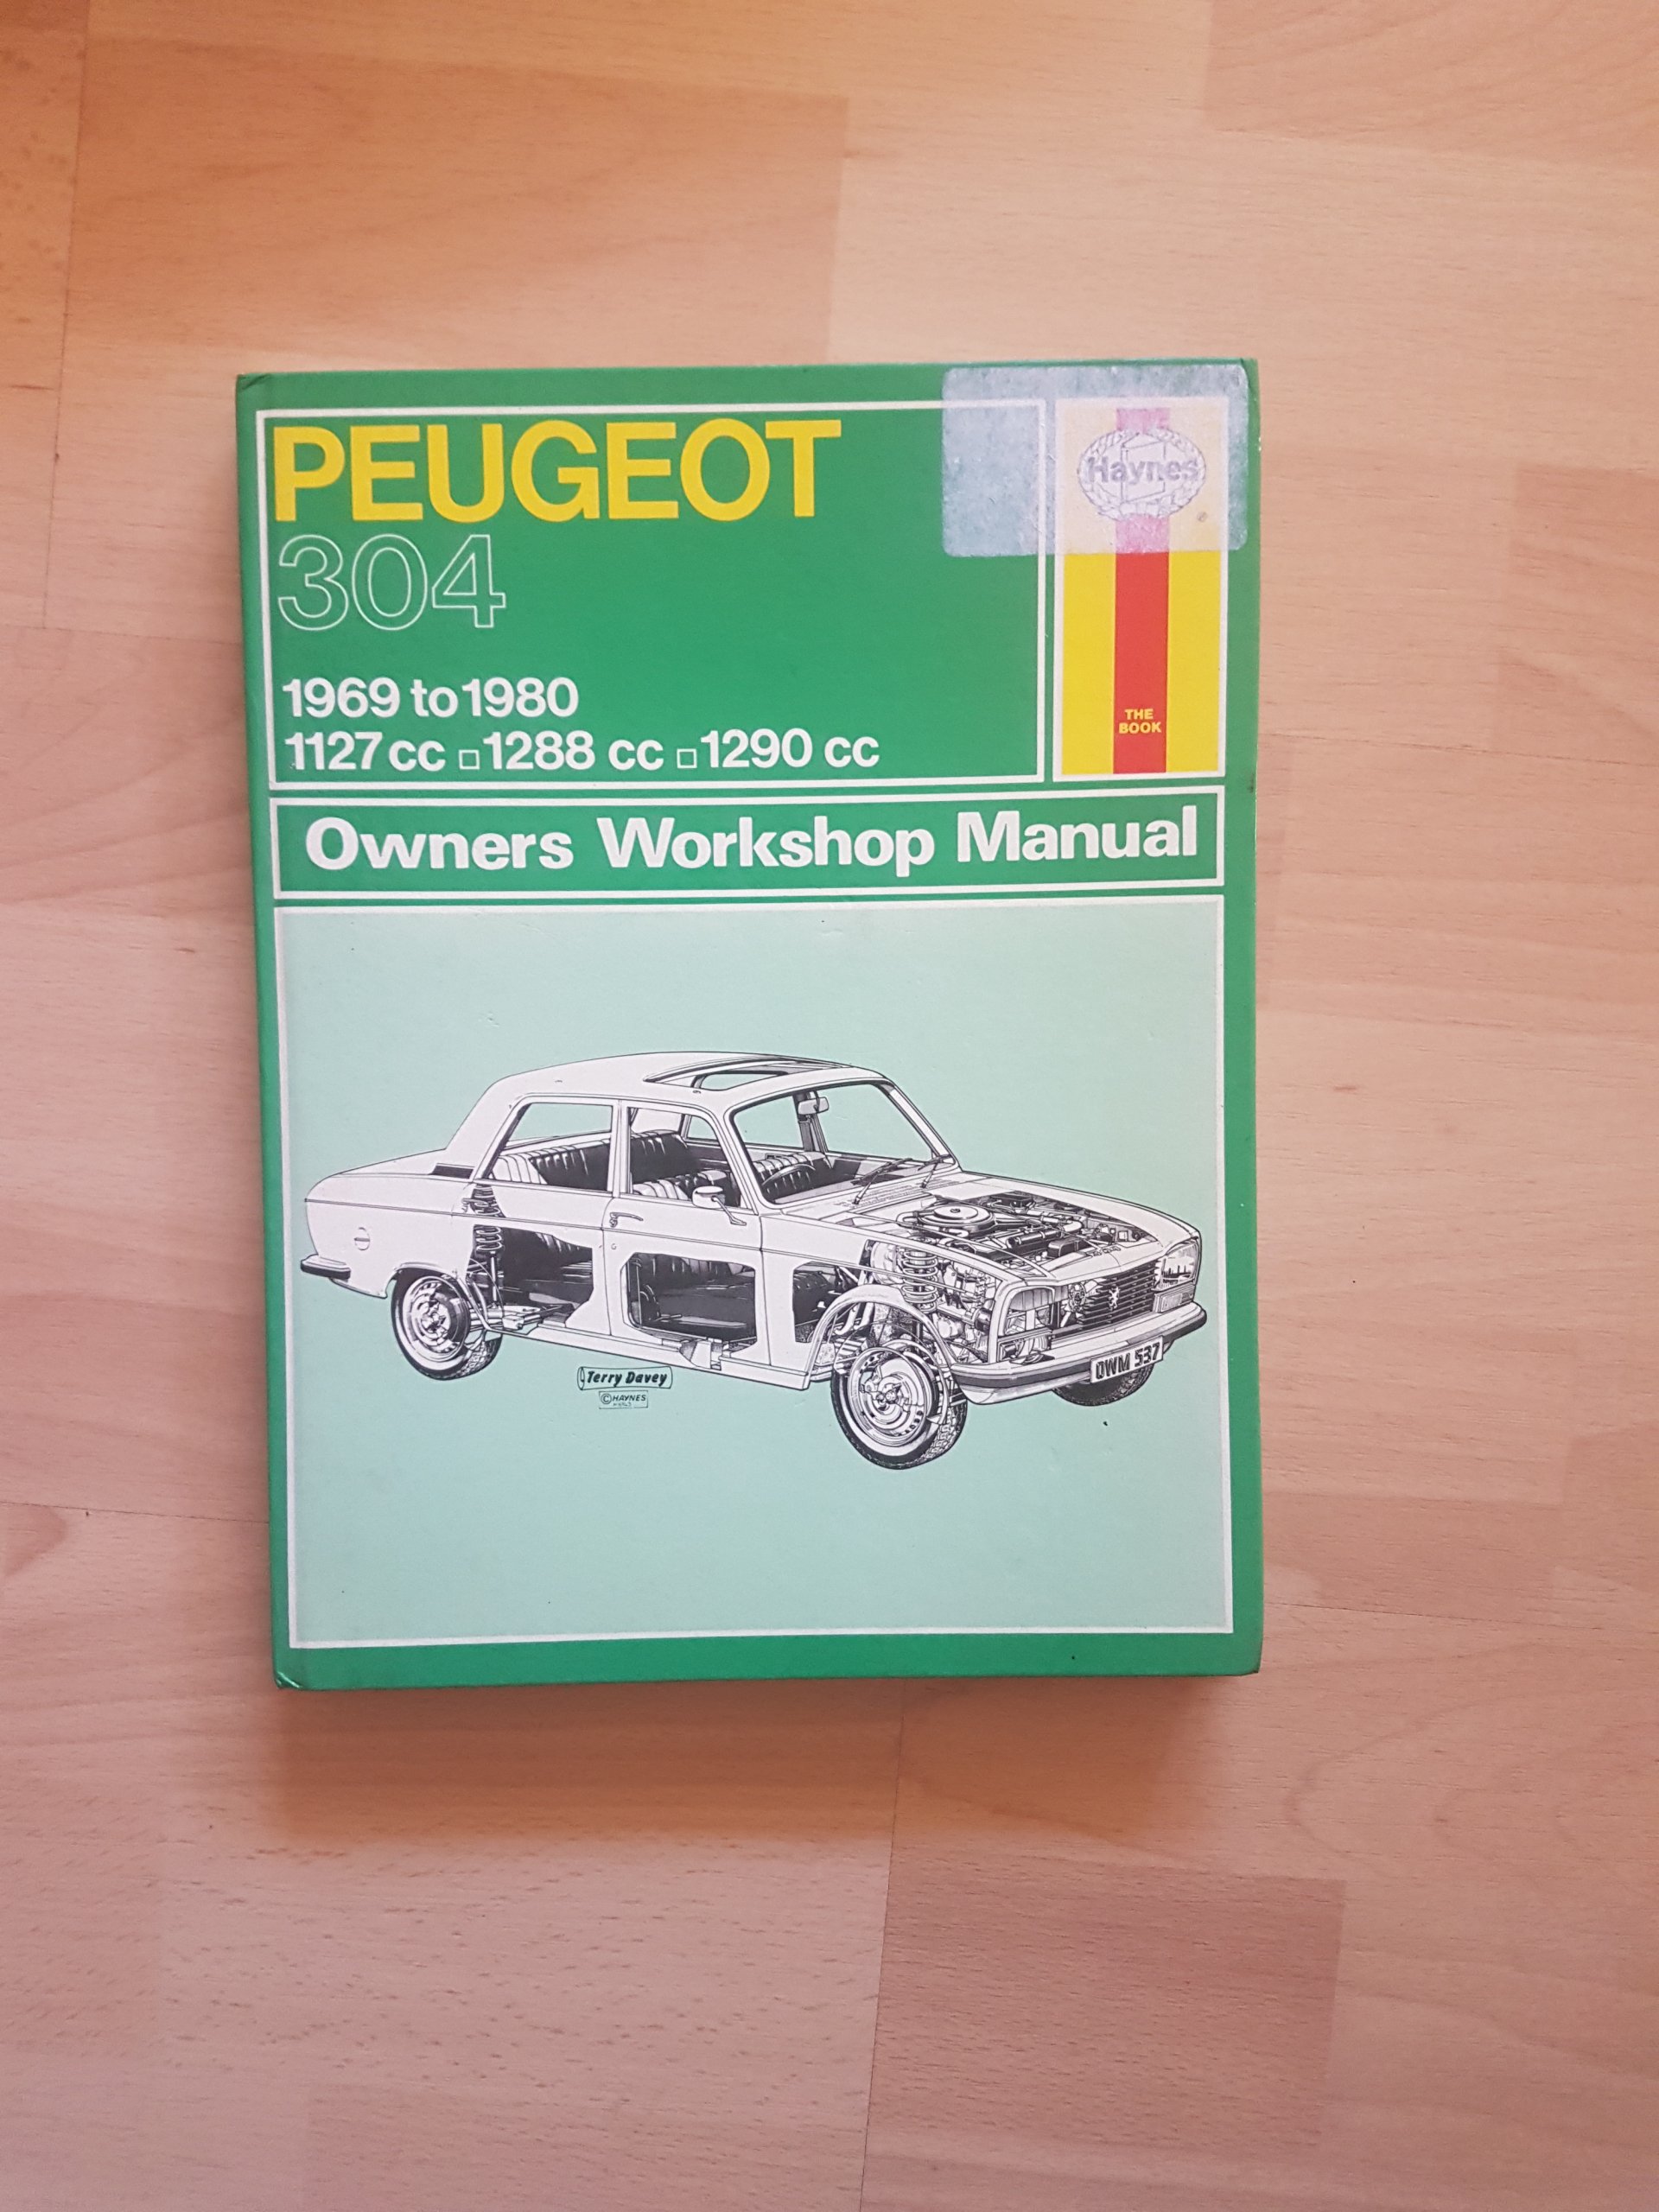 PEUGEOT
304
1969 to 1980
1127 cc □ 1288 cc □ 1290 cc
Haynes
THE
BOOK
Owners Workshop Manual
OWM 537
Terry Davey
© HAYNES